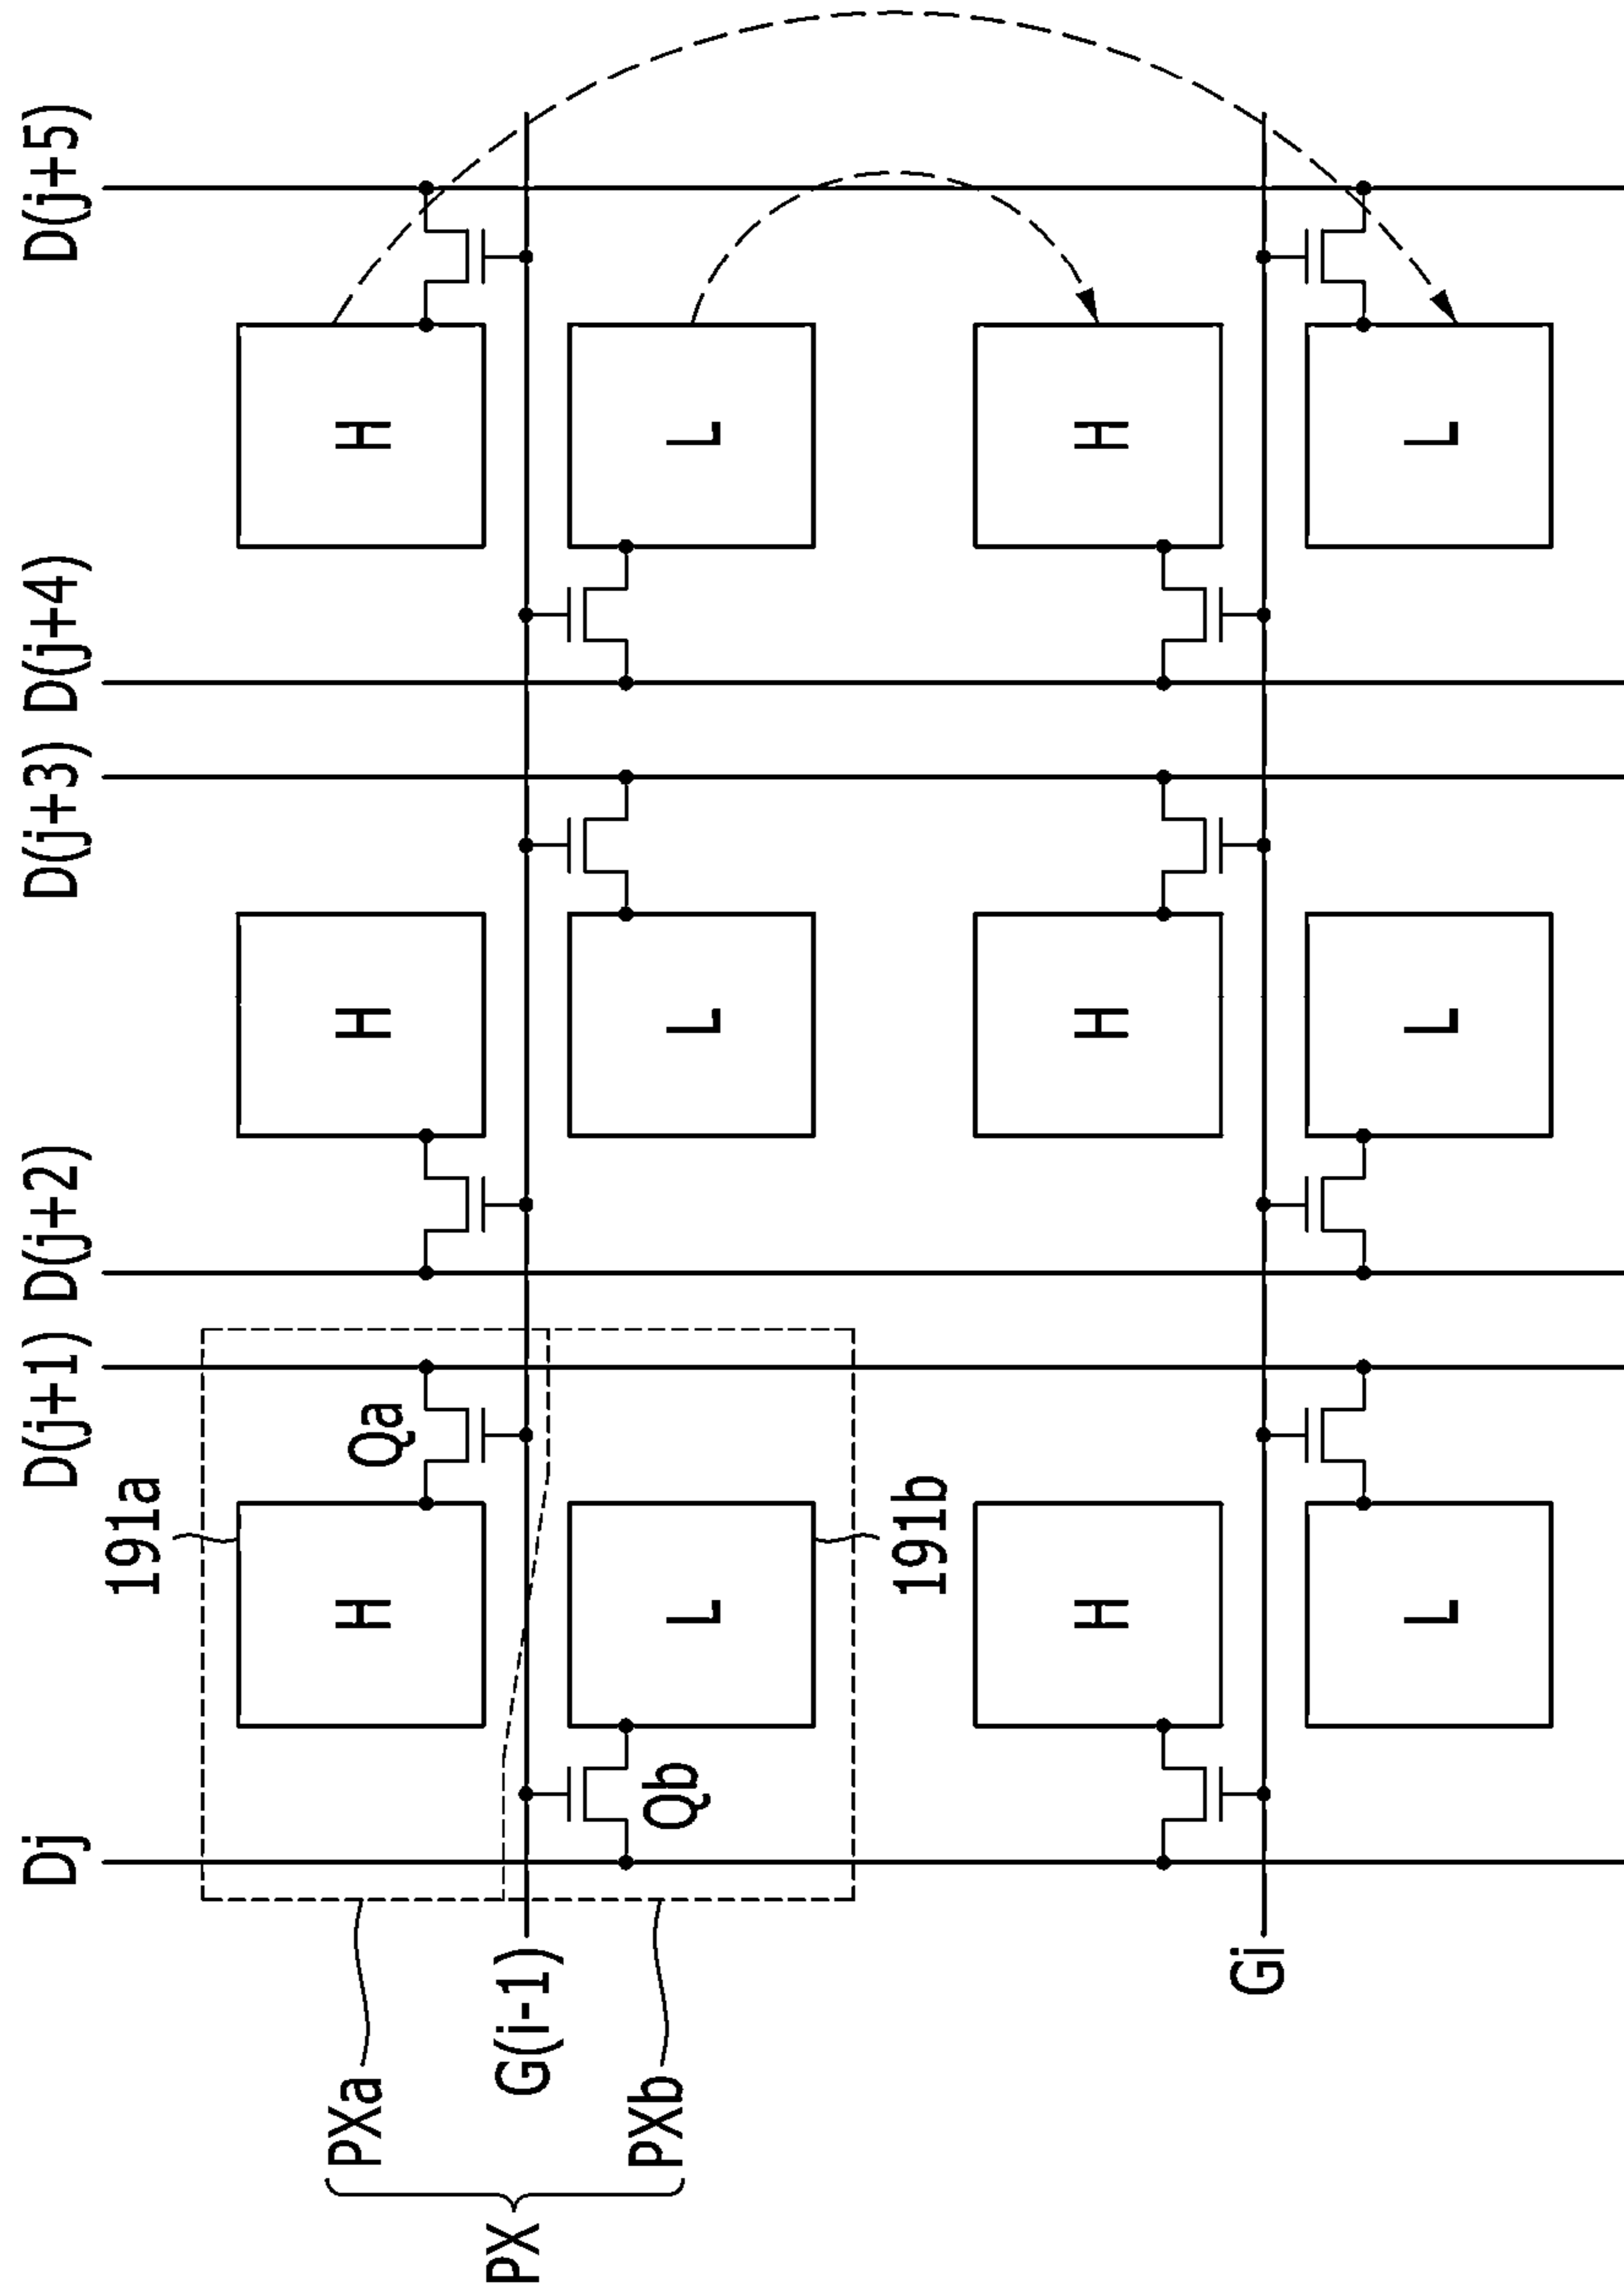 Dj D(j+1) D(j+2) D(j+3) D(j+4) D(j+5)
191a
PXa H Qa H H
PX G(i-1)
PXb Qb L L L
191b
H H H
Gi
L L L